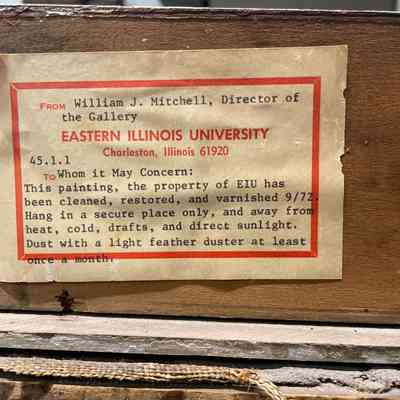 FROM William J. Mitchell, Director of
the Gallery
EASTERN ILLINOIS UNIVERSITY
Charleston, Illinois 61920
45.1.1
TO Whom it May Concern:
This painting, the property of EIU has
been cleaned, restored, and varnished 9/72.
Hang in a secure place only, and away from
heat, cold, drafts, and direct sunlight.
Dust with a light feather duster at least
once a month.